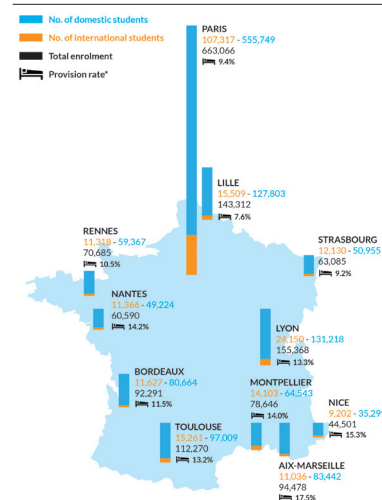 No. of domestic students
No. of international students
Total enrolment
Provision rate*
PARIS
107,317 - 555,749
663,066
9.4%
LILLE
15,509 - 127,803
143,312
7.6%
RENNES
11,318 - 59,367
70,685
10.5%
STRASBOURG
12,130 - 50,955
63,085
9.2%
NANTES
11,366 - 49,224
60,590
14.2%
LYON
24,150 - 131,218
155,368
13.3%
BORDEAUX
11,627 - 80,664
92,291
11.5%
MONTPELLIER
14,103 - 64,543
78,646
14.0%
NICE
9,202 - 35,299
44,501
15.3%
TOULOUSE
15,261 - 97,009
112,270
13.2%
AIX-MARSEILLE
11,036 - 83,442
94,478
17.5%